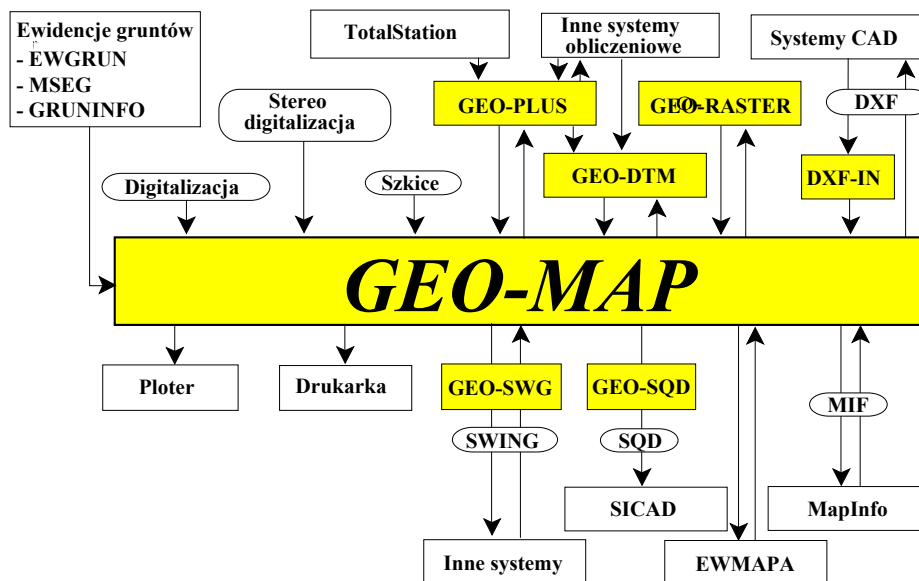 Ewidencje gruntów
- EWGRUN
- MSEG
- GRUNINFO
TotalStation
Inne systemy
obliczeniowe
Systemy CAD
Stereo
digitalizacja
GEO-PLUS
GEO-RASTER
DXF
Digitalizacja
Szkice
GEO-DTM
DXF-IN
GEO-MAP
Ploter
Drukarka
GEO-SWG
GEO-SQD
MIF
SWING
SQD
SICAD
MapInfo
Inne systemy
EWMAPA